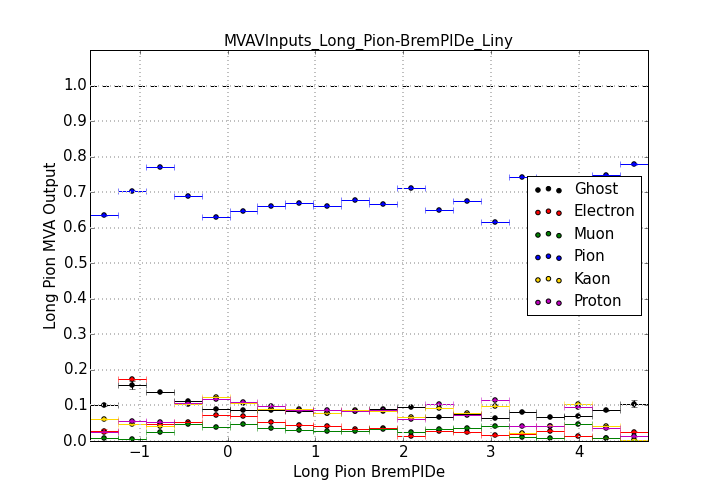 MVAVInputs_Long_Pion-BremPIDe_Liny
Long Pion MVA Output
1.0
0.9
0.8
0.7
0.6
0.5
0.4
0.3
0.2
0.1
0.0
Ghost
Electron
Muon
Pion
Kaon
Proton
−1
0
1
2
3
4
Long Pion BremPIDe